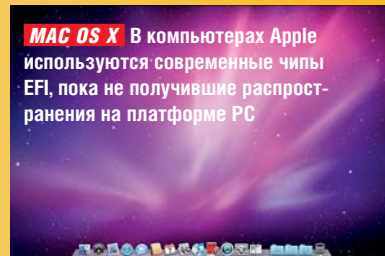 MAC OS X В компьютерах Apple
используются современные чипы
EFI, пока не получившие распрост-
ранения на платформе PC